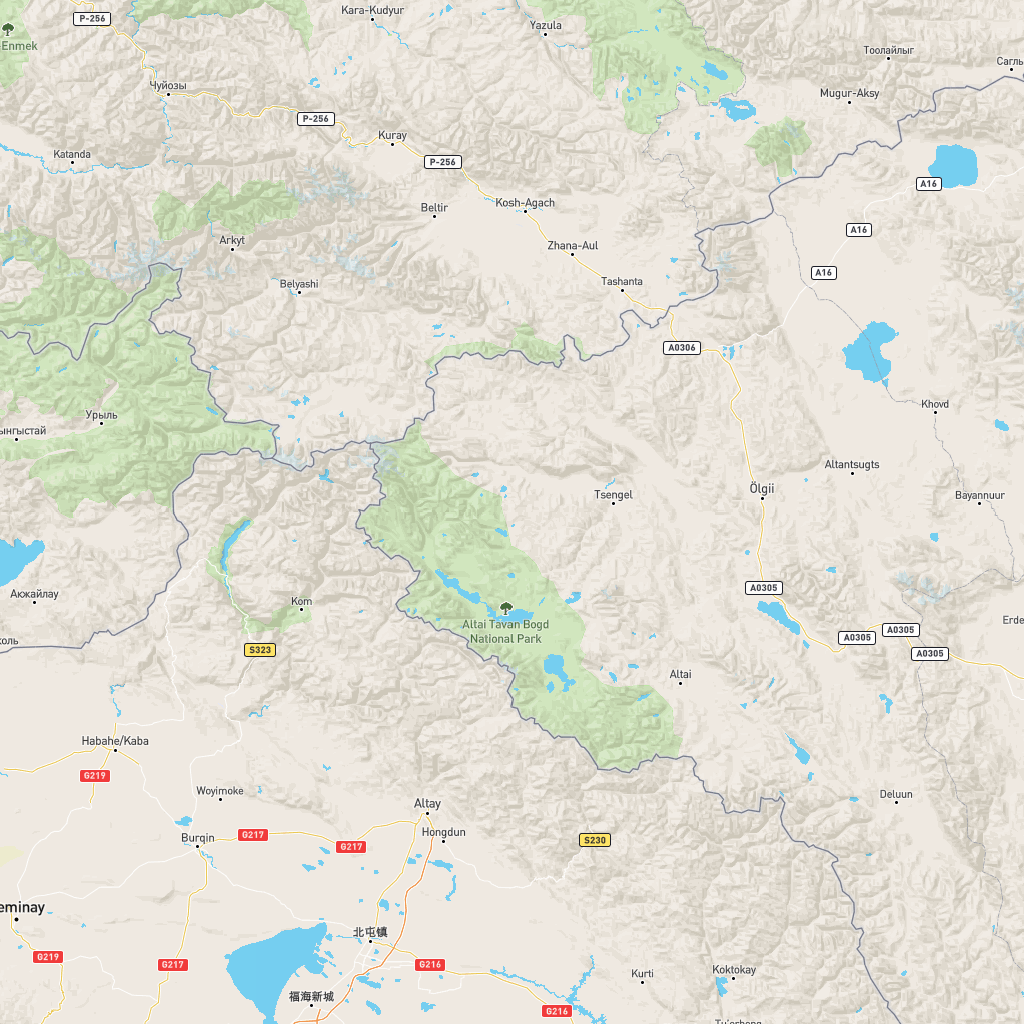 Kara-Kudyur
P-256
Yazula
Enmek
Тоолайлыг
Сагль
Чуйозы
Mugur-Aksy
P-256
Kuray
Katanda
P-256
A16
Kosh-Agach
Beltir
A16
Arkyt
Zhana-Aul
A16
Belyashi
Tashanta
A0306
Khovd
Урыль
ынгыстай
Altantsugts
Ölgii
Tsengel
Bayannuur
A0305
Акжайлау
Kom
Altai Tavan Bogd
National Park
Erde
A0305
A0305
коль
S323
A0305
Altai
Habahe/Kaba
G219
Woyimoke
Deluun
Altay
Hongdun
G217
Burqin
G217
S230
eminay
北屯镇
G219
G217
G216
Kurti
Koktokay
福海新城
G216
Tu'erhong